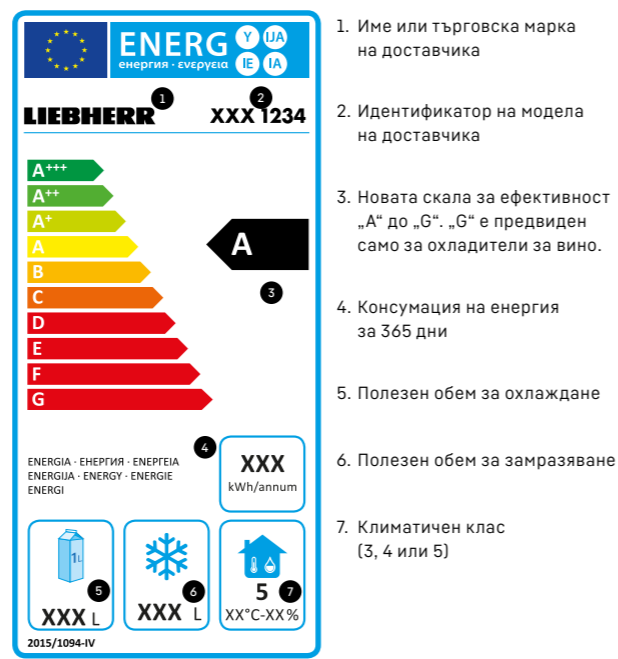 ENERG Y IJA
енергия · ενεργεια IE IA
1 2
LIEBHERR XXX 1234
A+++
A++
A+
A
B
C
D
E
F
G
A
3
4
ENERGIA · ЕНЕРГИЯ · ΕΝΕΡΓΕΙΑ
ENERGIJA · ENERGY · ENERGIE
ENERGI
XXX
kWh/annum
1L
5
XXX L
6
XXX L
5 7
XX°C-XX%
2015/1094-IV
1. Име или търговска марка
на доставчика
2. Идентификатор на модела
на доставчика
3. Новата скала за ефективност
„A“ до „G“. „G“ е предвиден
само за охладители за вино.
4. Консумация на енергия
за 365 дни
5. Полезен обем за охлаждане
6. Полезен обем за замразяване
7. Климатичен клас
(3, 4 или 5)